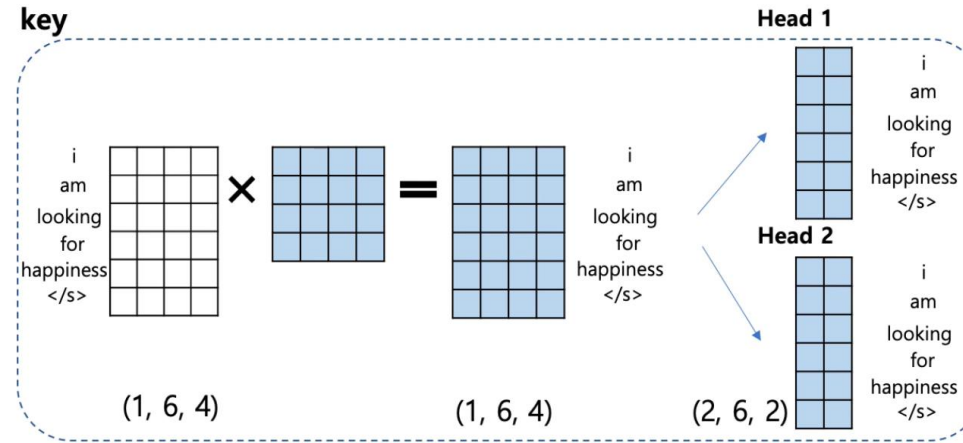 key
i
am
looking
for
happiness
</s>
×
=
i
am
looking
for
happiness
</s>
Head 1
i
am
looking
for
happiness
</s>
Head 2
i
am
looking
for
happiness
</s>
(1, 6, 4)
(1, 6, 4)
(2, 6, 2)